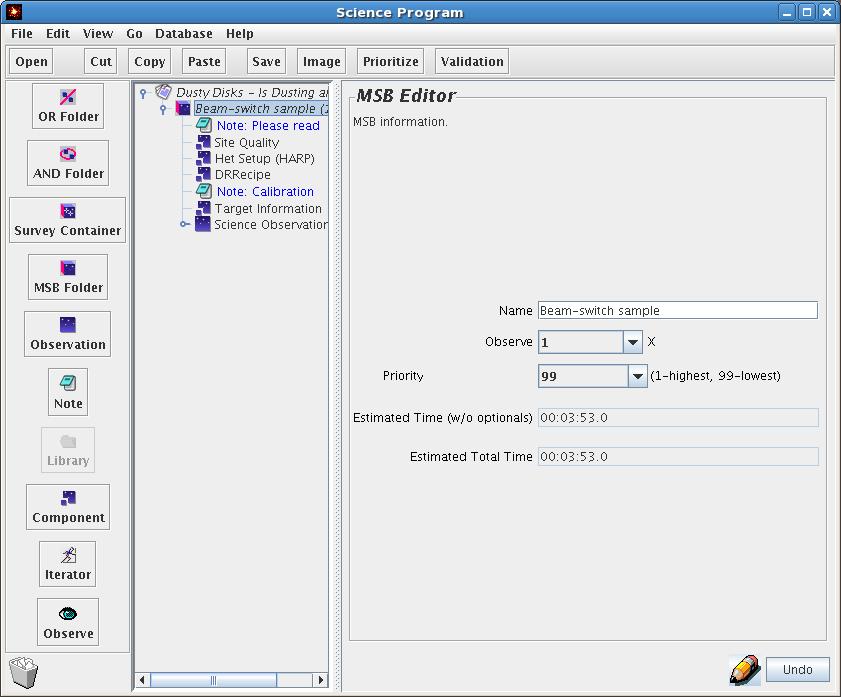 Science Program
File Edit View Go Database Help
Open Cut Copy Paste Save Image Prioritize Validation
OR Folder
AND Folder
Survey Container
MSB Folder
Observation
Note
Library
Component
Iterator
Observe
Dusty Disks - Is Dusting a
Beam-switch sample (
Note: Please read
Site Quality
Het Setup (HARP)
DRRecipe
Note: Calibration
Target Information
Science Observation
MSB Editor
MSB information.
Name Beam-switch sample
Observe 1 X
Priority 99 (1-highest, 99-lowest)
Estimated Time (w/o optionals) 00:03:53.0
Estimated Total Time 00:03:53.0
Undo